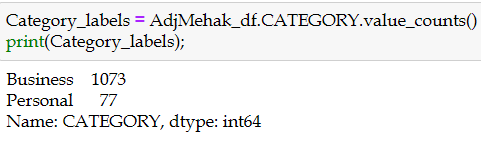 Category_labels = AdjMehak_df.CATEGORY.value_counts()
print(Category_labels);
Business 1073
Personal 77
Name: CATEGORY, dtype: int64